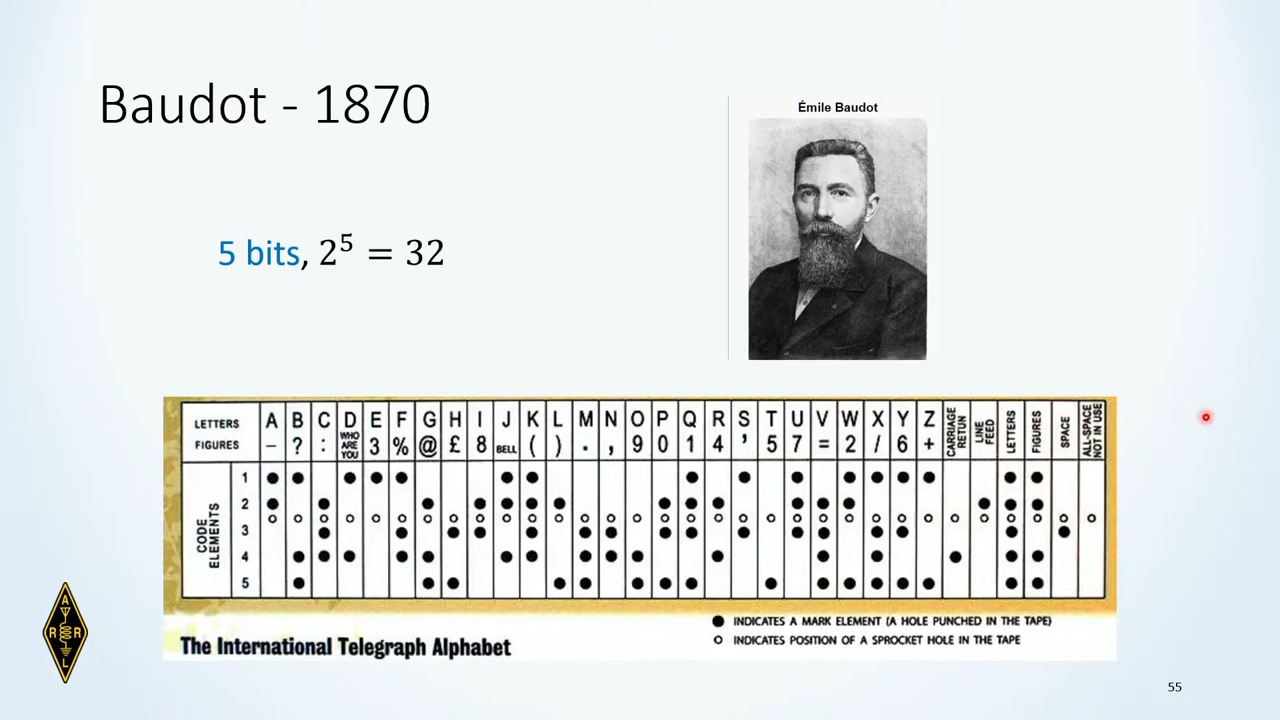 Baudot - 1870
Émile Baudot
5 bits, 2⁵ = 32
LETTERS A B C D E F G H I J K L M N O P Q R S T U V W X Y Z CARRIAGE RETUN LINE FEED LETTERS FIGURES SPACE ALL-SPACE NOT IN USE
FIGURES – ? : WHO ARE YOU 3 % @ £ 8 BELL ( ) . , 9 0 1 4 ' 5 7 = 2 / 6 +
CODE ELEMENTS
1
2
3
4
5
INDICATES A MARK ELEMENT (A HOLE PUNCHED IN THE TAPE)
INDICATES POSITION OF A SPROCKET HOLE IN THE TAPE
The International Telegraph Alphabet
A
R R
L
55